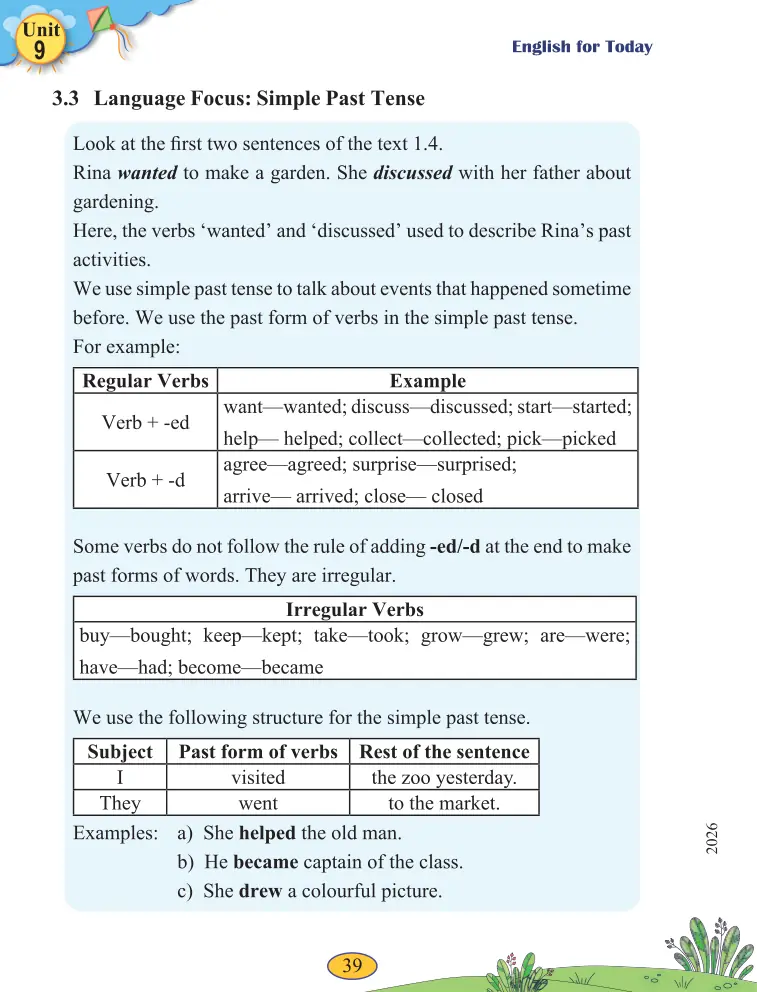 Unit
9
English for Today
3.3 Language Focus: Simple Past Tense
Look at the first two sentences of the text 1.4.
Rina wanted to make a garden. She discussed with her father about
gardening.
Here, the verbs ‘wanted’ and ‘discussed’ used to describe Rina’s past
activities.
We use simple past tense to talk about events that happened sometime
before. We use the past form of verbs in the simple past tense.
For example:
Regular Verbs Example
Verb + -ed
want—wanted; discuss—discussed; start—started;
help— helped; collect—collected; pick—picked
Verb + -d
agree—agreed; surprise—surprised;
arrive— arrived; close— closed
Some verbs do not follow the rule of adding -ed/-d at the end to make
past forms of words. They are irregular.
Irregular Verbs
buy—bought; keep—kept; take—took; grow—grew; are—were;
have—had; become—became
We use the following structure for the simple past tense.
Subject Past form of verbs Rest of the sentence
I visited the zoo yesterday.
They went to the market.
Examples: a) She helped the old man.
b) He became captain of the class.
c) She drew a colourful picture.
2026
39